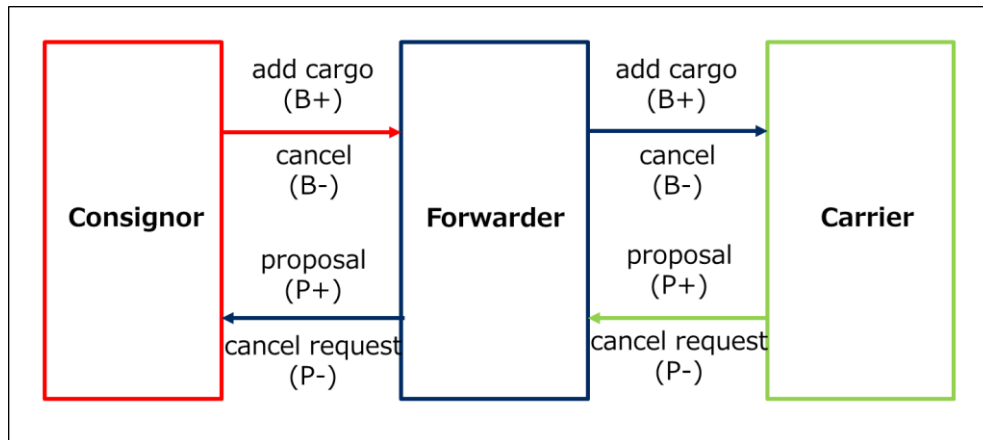 add cargo
(B+)
add cargo
(B+)
cancel
(B-)
cancel
(B-)
Consignor
Forwarder
Carrier
proposal
(P+)
proposal
(P+)
cancel request
(P-)
cancel request
(P-)